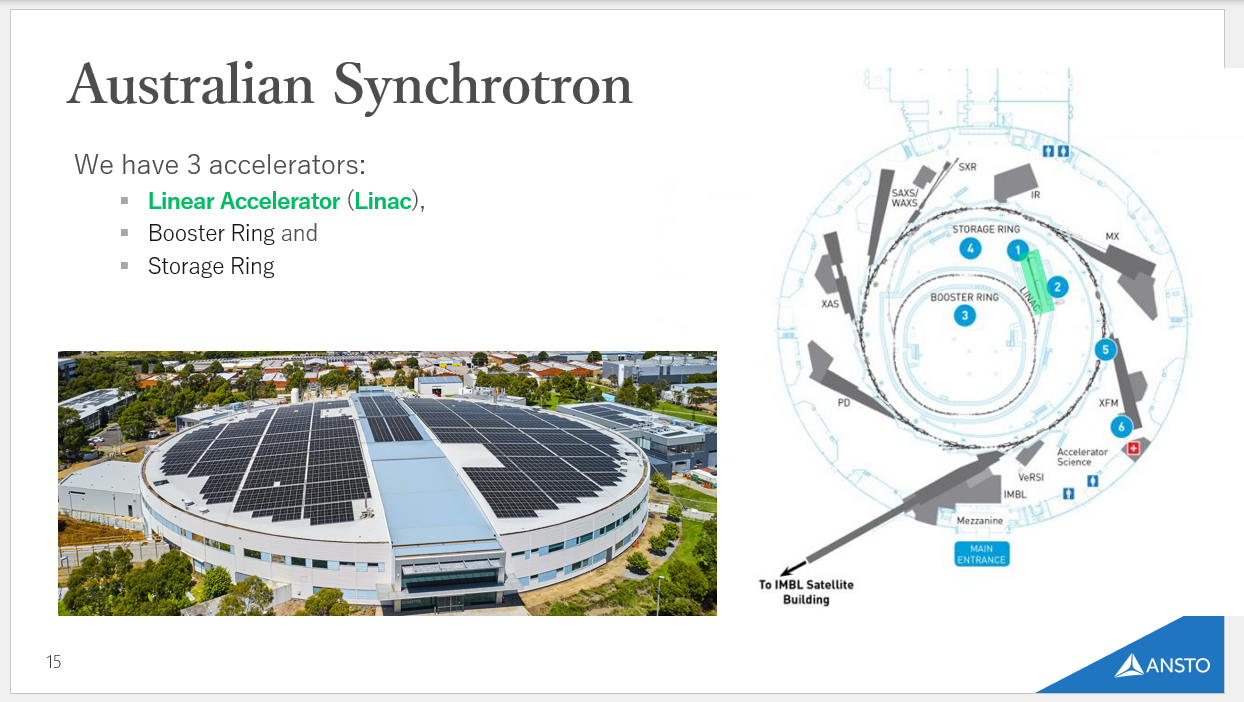 Australian Synchrotron
We have 3 accelerators:
Linear Accelerator (Linac),
Booster Ring and
Storage Ring
SXR
SAXS/
WAXS
IR
STORAGE RING
MX
4
1
LINAC
2
XAS
BOOSTER RING
3
5
PD
XFM
6
Accelerator
Science
VeRSI
IMBL
Mezzanine
MAIN
ENTRANCE
To IMBL Satellite
Building
15
ANSTO